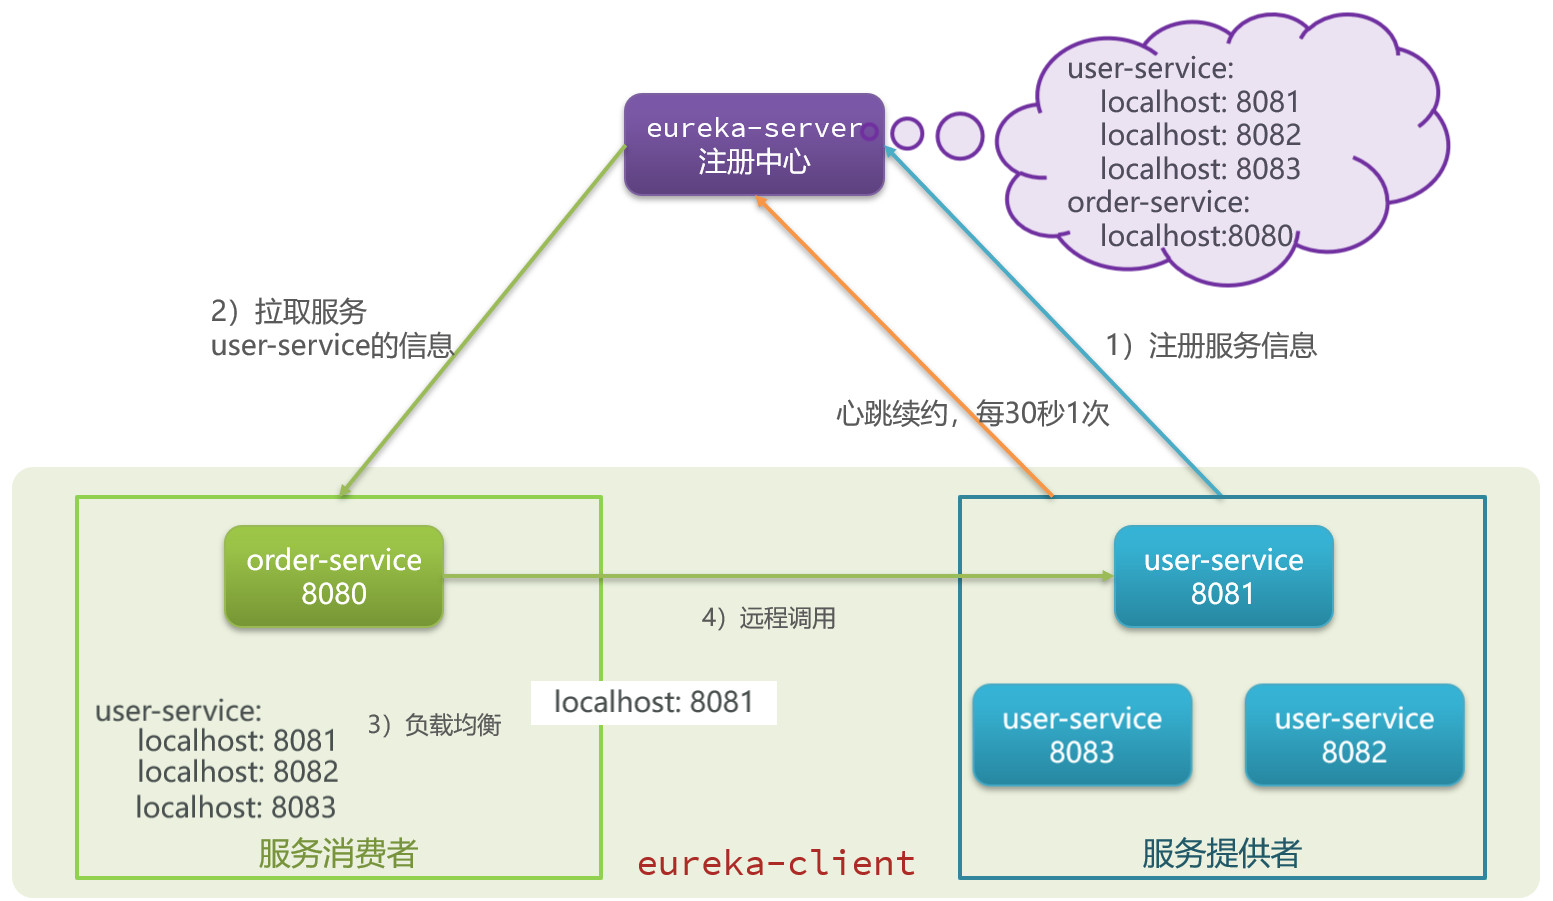 eureka-server
注册中心
user-service:
localhost: 8081
localhost: 8082
localhost: 8083
order-service:
localhost:8080
2）拉取服务
user-service的信息
1）注册服务信息
心跳续约，每30秒1次
order-service
8080
user-service
8081
4）远程调用
user-service:
localhost: 8081
localhost: 8082
localhost: 8083
3）负载均衡
localhost: 8081
user-service
8083
user-service
8082
服务消费者
eureka-client
服务提供者